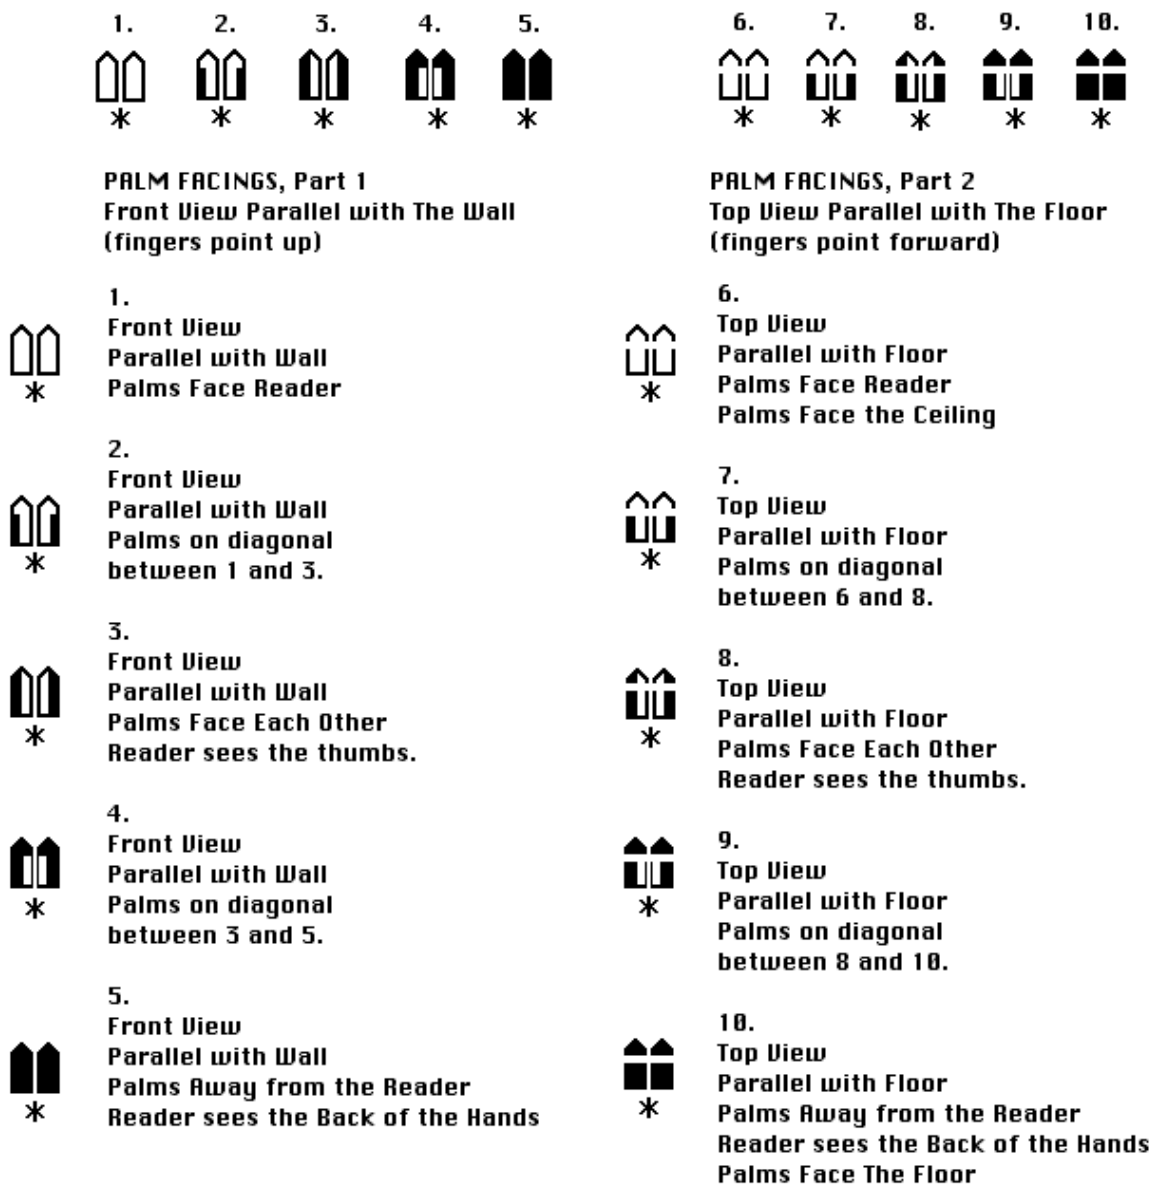 1. 2. 3. 4. 5.
* * * * *
PALM FACINGS, Part 1
Front View Parallel with The Wall
(fingers point up)
1.
Front View
Parallel with Wall
Palms Face Reader
*
2.
Front View
Parallel with Wall
Palms on diagonal
between 1 and 3.
*
3.
Front View
Parallel with Wall
Palms Face Each Other
Reader sees the thumbs.
*
4.
Front View
Parallel with Wall
Palms on diagonal
between 3 and 5.
*
5.
Front View
Parallel with Wall
Palms Away from the Reader
Reader sees the Back of the Hands
*
6. 7. 8. 9. 10.
* * * * *
PALM FACINGS, Part 2
Top View Parallel with The Floor
(fingers point forward)
6.
Top View
Parallel with Floor
Palms Face Reader
Palms Face the Ceiling
*
7.
Top View
Parallel with Floor
Palms on diagonal
between 6 and 8.
*
8.
Top View
Parallel with Floor
Palms Face Each Other
Reader sees the thumbs.
*
9.
Top View
Parallel with Floor
Palms on diagonal
between 8 and 10.
*
10.
Top View
Parallel with Floor
Palms Away from the Reader
Reader sees the Back of the Hands
Palms Face The Floor
*